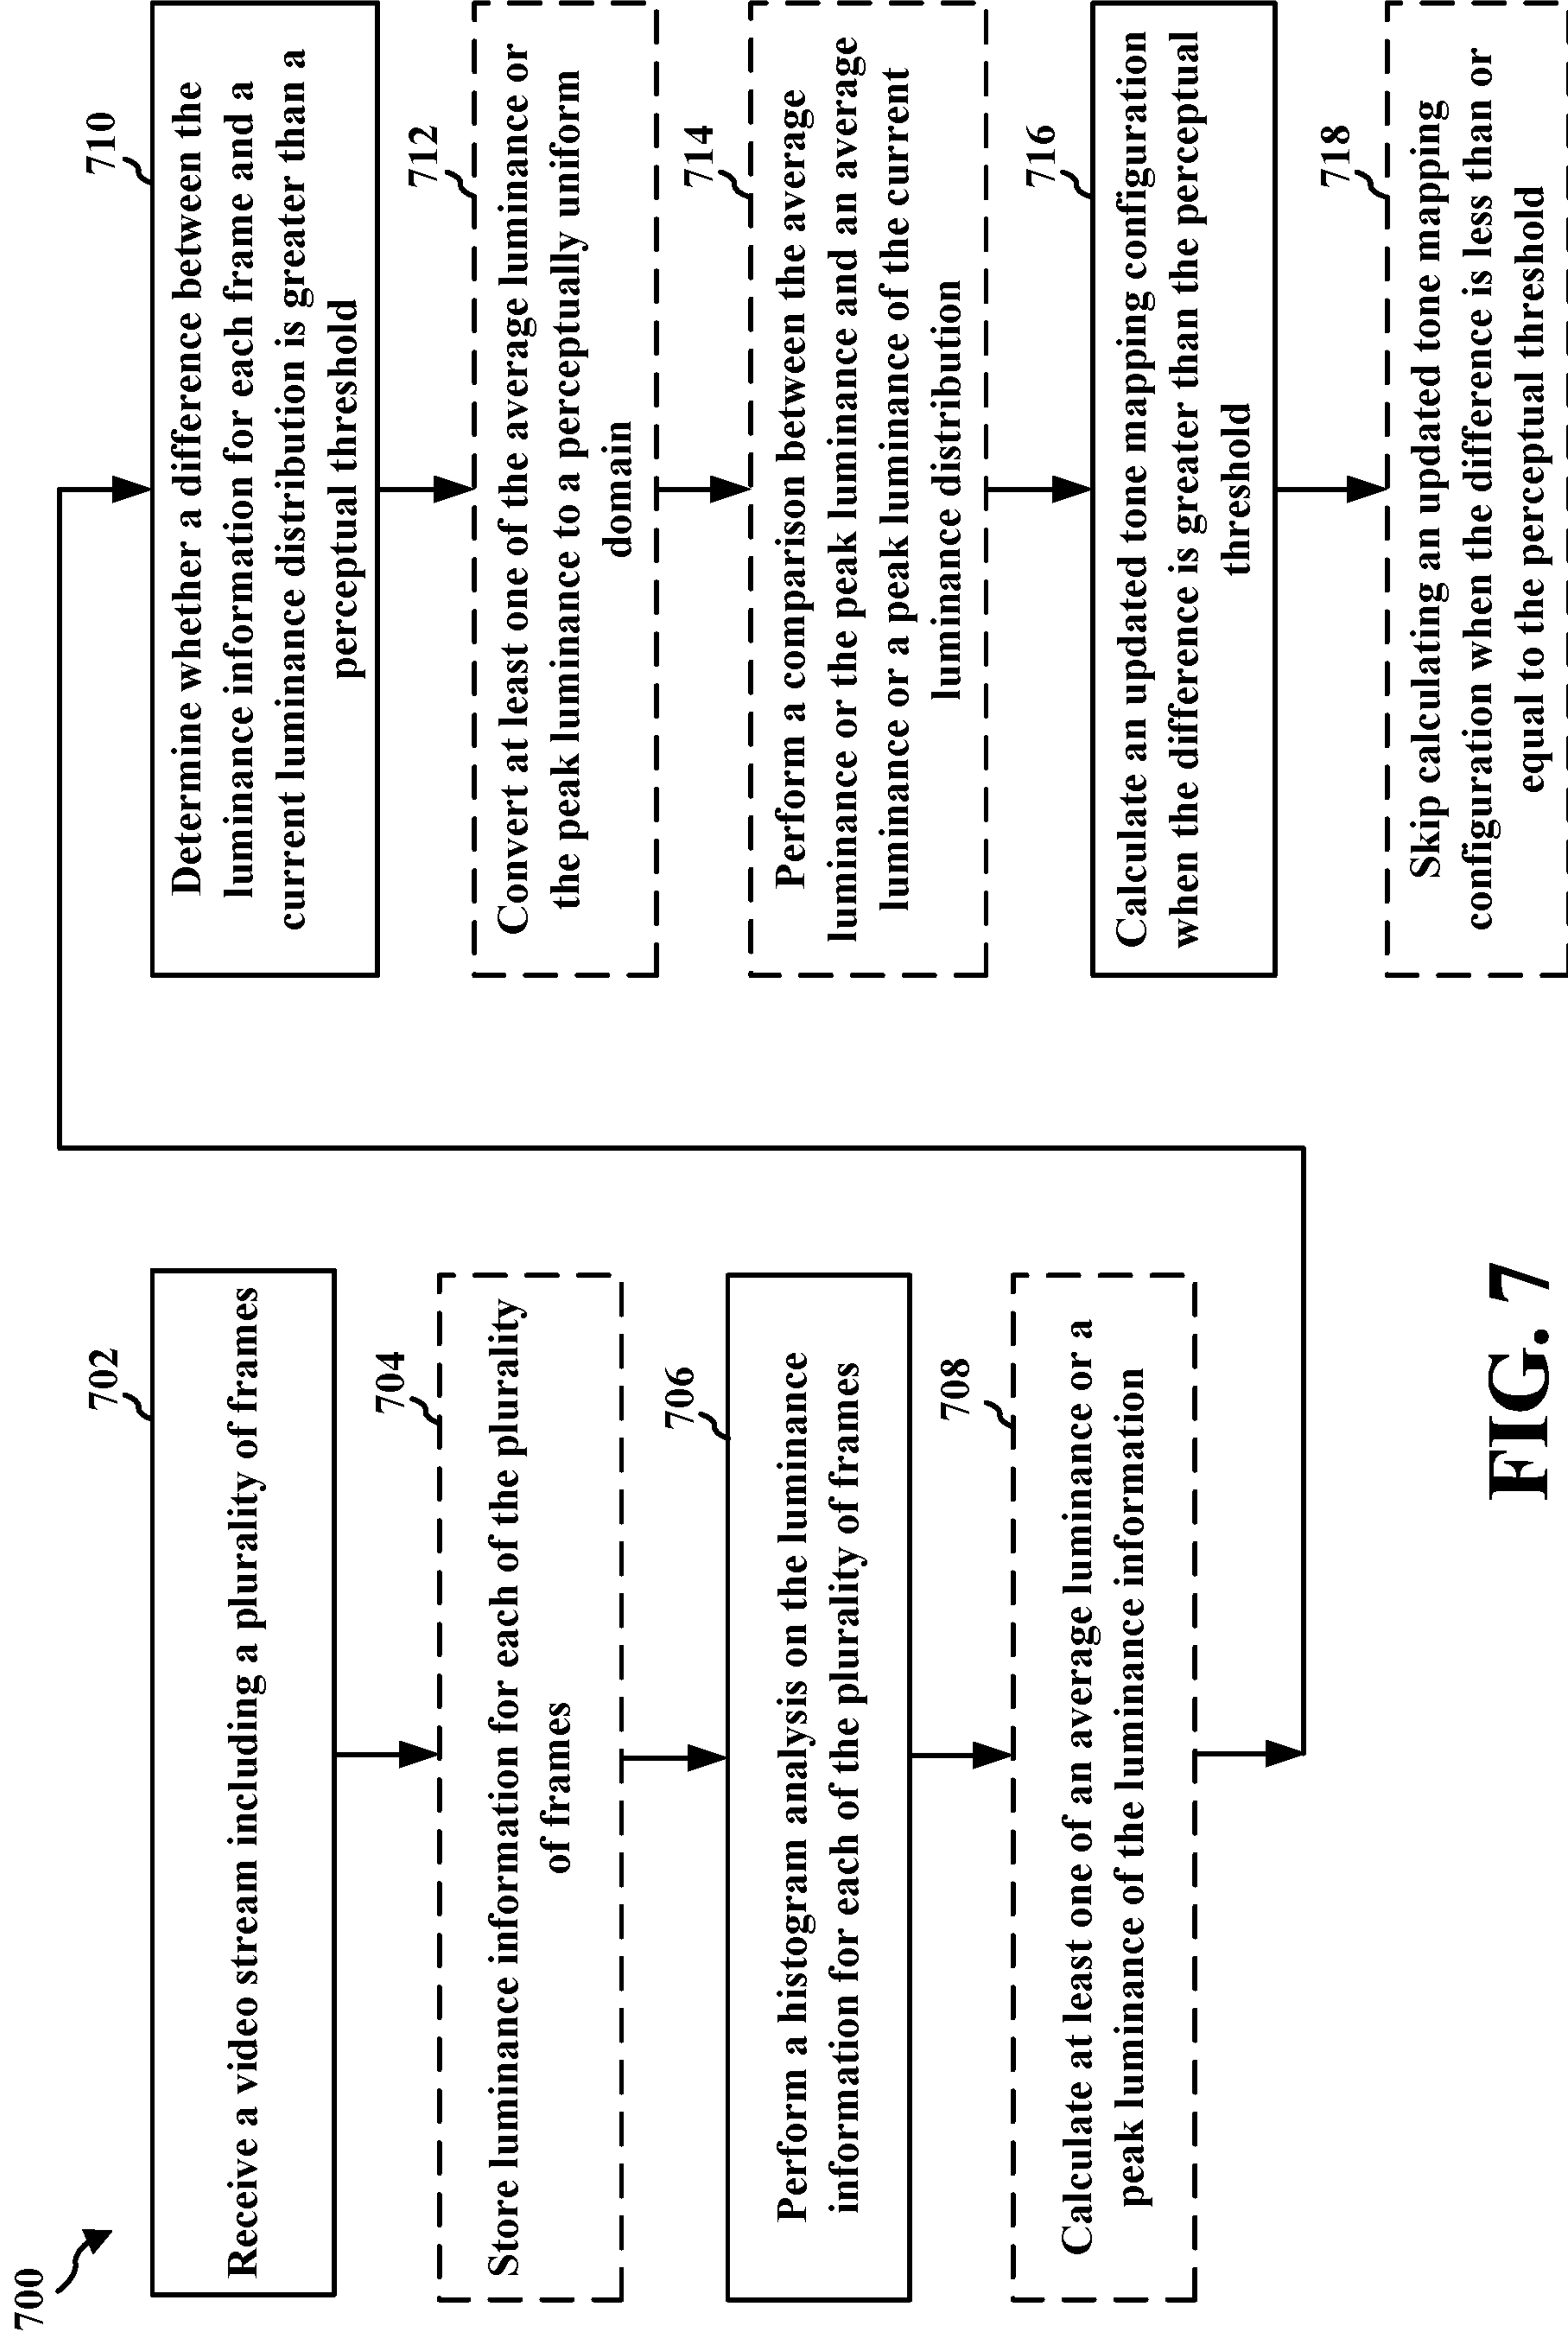 700
702
Receive a video stream including a plurality of frames
704
Store luminance information for each of the plurality
of frames
706
Perform a histogram analysis on the luminance
information for each of the plurality of frames
708
Calculate at least one of an average luminance or a
peak luminance of the luminance information
710
Determine whether a difference between the
luminance information for each frame and a
current luminance distribution is greater than a
perceptual threshold
712
Convert at least one of the average luminance or
the peak luminance to a perceptually uniform
domain
714
Perform a comparison between the average
luminance or the peak luminance and an average
luminance or a peak luminance of the current
luminance distribution
716
Calculate an updated tone mapping configuration
when the difference is greater than the perceptual
threshold
718
Skip calculating an updated tone mapping
configuration when the difference is less than or
equal to the perceptual threshold
FIG. 7